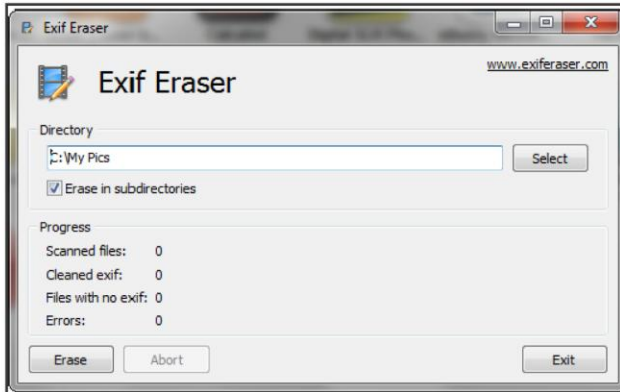 Exif Eraser
www.exiferaser.com
Exif Eraser
Directory
C:\My Pics
Select
Erase in subdirectories
Progress
Scanned files: 0
Cleaned exif: 0
Files with no exif: 0
Errors: 0
Erase
Abort
Exit